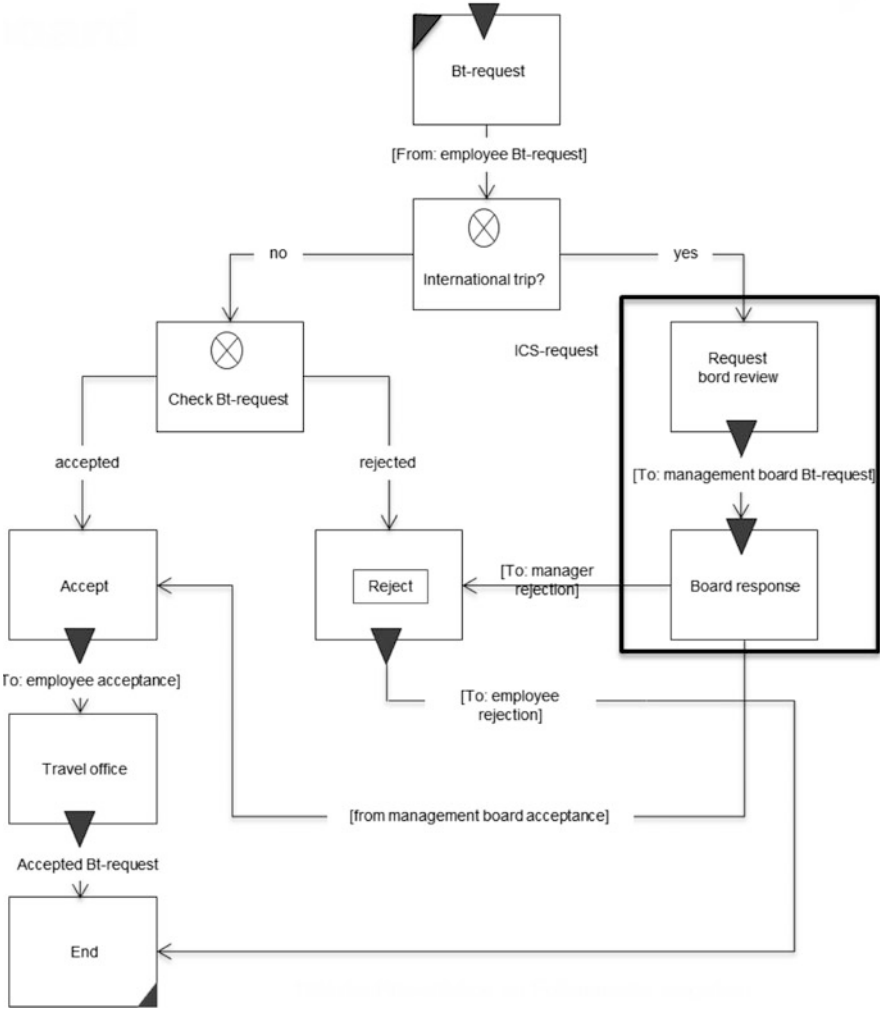 Bt-request
[From: employee Bt-request]
no
yes
International trip?
ICS-request
Request
bord review
Check Bt-request
accepted
rejected
[To: management board Bt-request]
Accept
Reject
[To: manager
rejection]
Board response
To: employee acceptance]
[To: employee
rejection]
Travel office
[from management board acceptance]
Accepted Bt-request
End